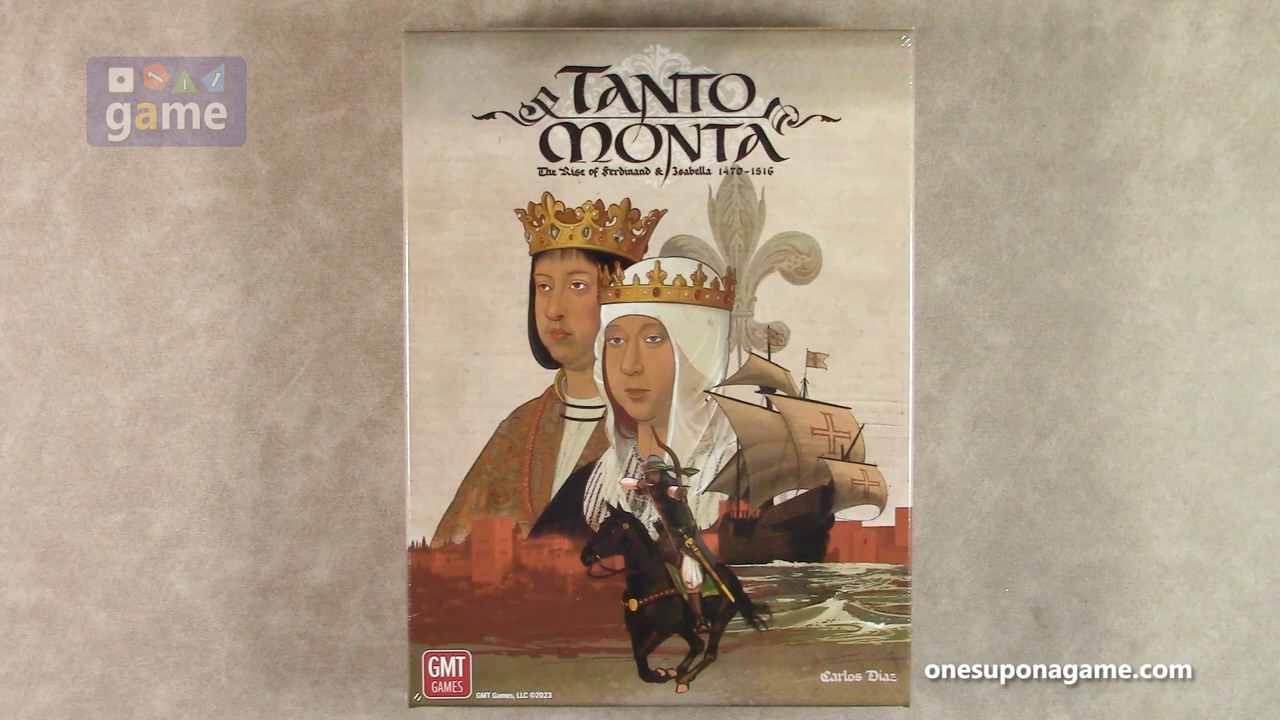 game
TANTO
MONTA
The Rise of Ferdinand & Isabella 1470-1516
GMT
GAMES
GMT Games, LLC ©2023
Carlos Díaz
onesuponagame.com